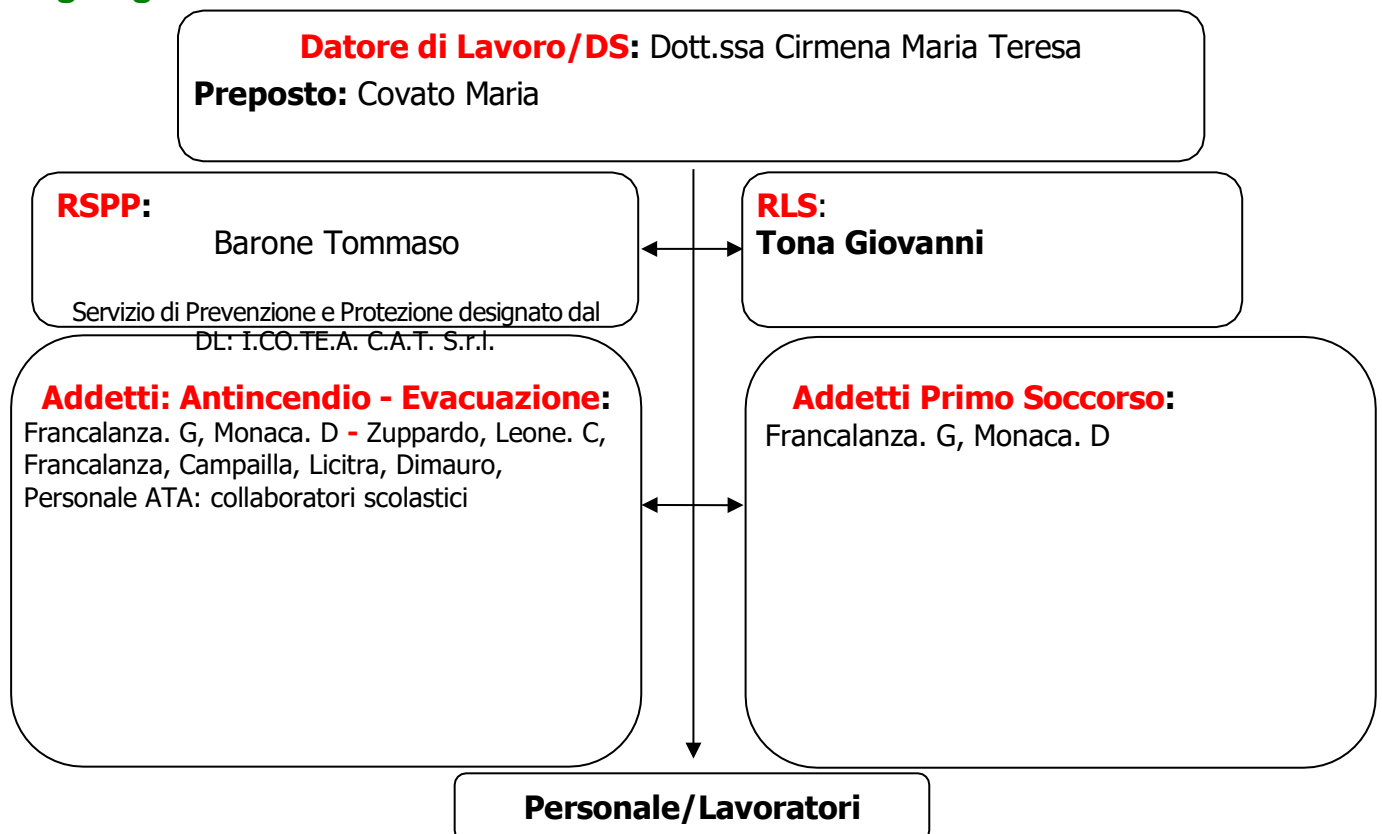 Datore di Lavoro/DS: Dott.ssa Cirmena Maria Teresa
Preposto: Covato Maria
RSPP:
Barone Tommaso
Servizio di Prevenzione e Protezione designato dal
DL: I.CO.TE.A. C.A.T. S.r.l.
RLS:
Tona Giovanni
Addetti: Antincendio - Evacuazione:
Francalanza. G, Monaca. D - Zuppardo, Leone. C,
Francalanza, Campailla, Licitra, Dimauro,
Personale ATA: collaboratori scolastici
Addetti Primo Soccorso:
Francalanza. G, Monaca. D
Personale/Lavoratori